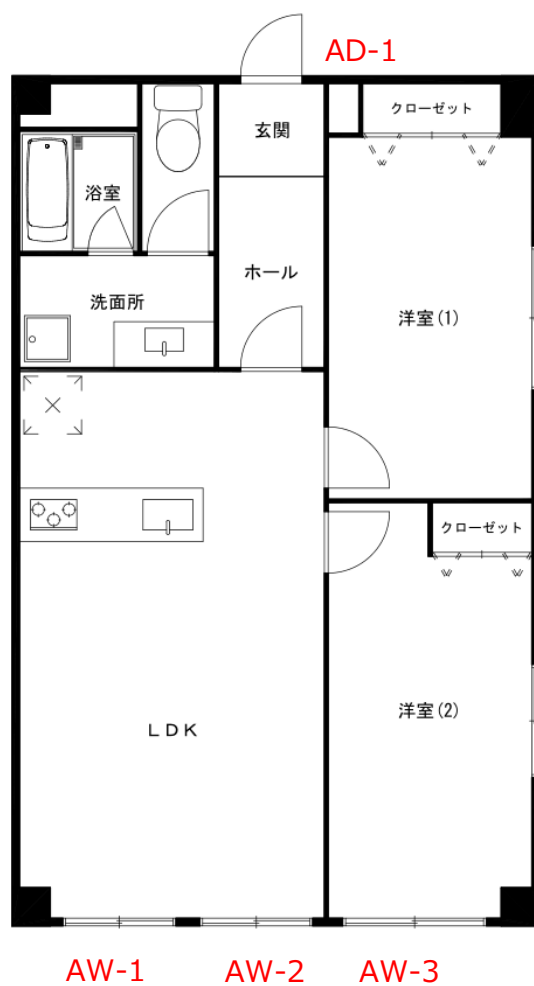 AD-1
クローゼット
玄関
浴室
ホール
洗面所
洋室(1)
クローゼット
洋室(2)
LDK
AW-1
AW-2
AW-3